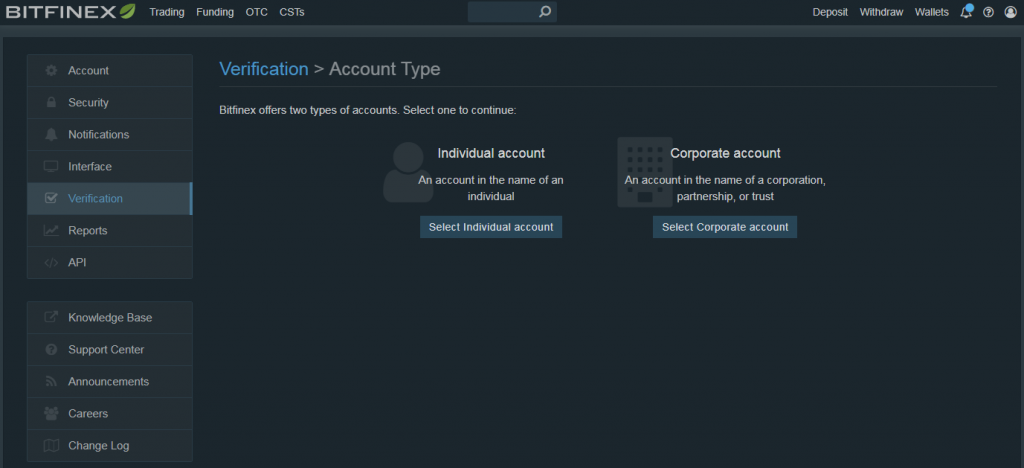 BITFINEX Trading Funding OTC CSTs Deposit Withdraw Wallets
Account
Security
Notifications
Interface
Verification
Reports
API
Knowledge Base
Support Center
Announcements
Careers
Change Log
Verification > Account Type
Bitfinex offers two types of accounts. Select one to continue:
Individual account
An account in the name of an
individual
Select Individual account
Corporate account
An account in the name of a corporation,
partnership, or trust
Select Corporate account